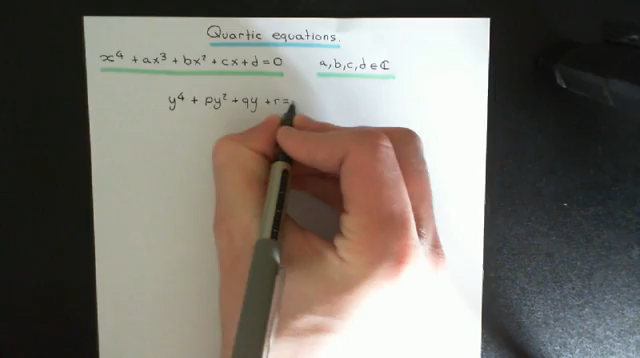 Quartic equations.
x⁴ + ax³ + bx² + cx + d = 0 a, b, c, d ∈ ℂ
y⁴ + py² + qy + r =